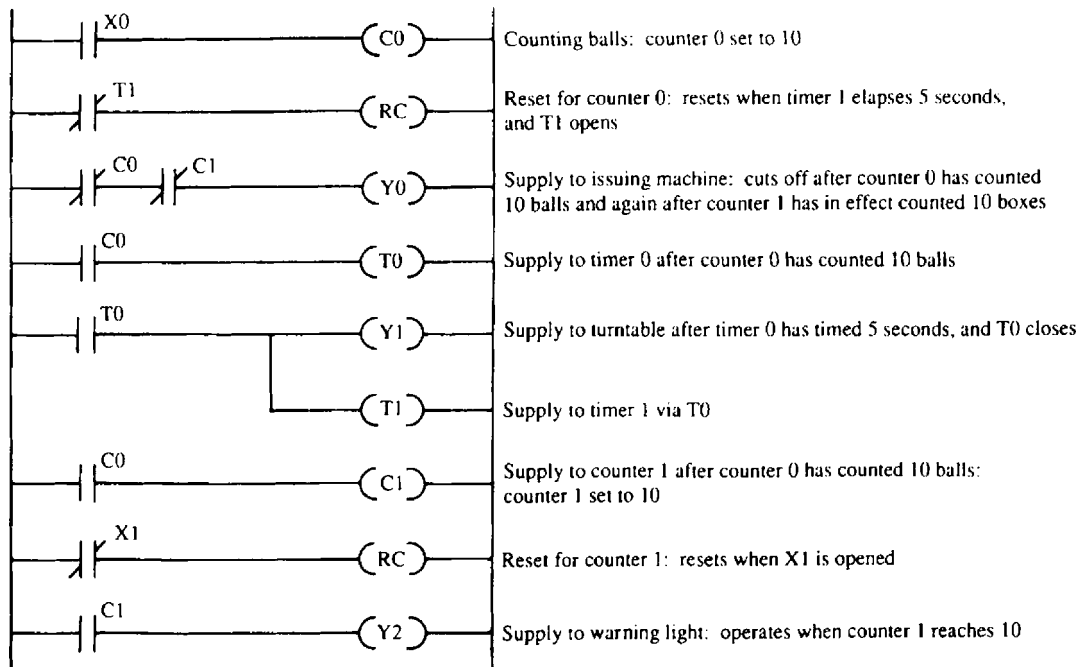 X0
C0
Counting balls: counter 0 set to 10
T1
RC
Reset for counter 0: resets when timer 1 elapses 5 seconds,
and T1 opens
C0
C1
Y0
Supply to issuing machine: cuts off after counter 0 has counted
10 balls and again after counter 1 has in effect counted 10 boxes
C0
T0
Supply to timer 0 after counter 0 has counted 10 balls
T0
Y1
Supply to turntable after timer 0 has timed 5 seconds, and T0 closes
T1
Supply to timer 1 via T0
C0
C1
Supply to counter 1 after counter 0 has counted 10 balls:
counter 1 set to 10
X1
RC
Reset for counter 1: resets when X1 is opened
C1
Y2
Supply to warning light: operates when counter 1 reaches 10